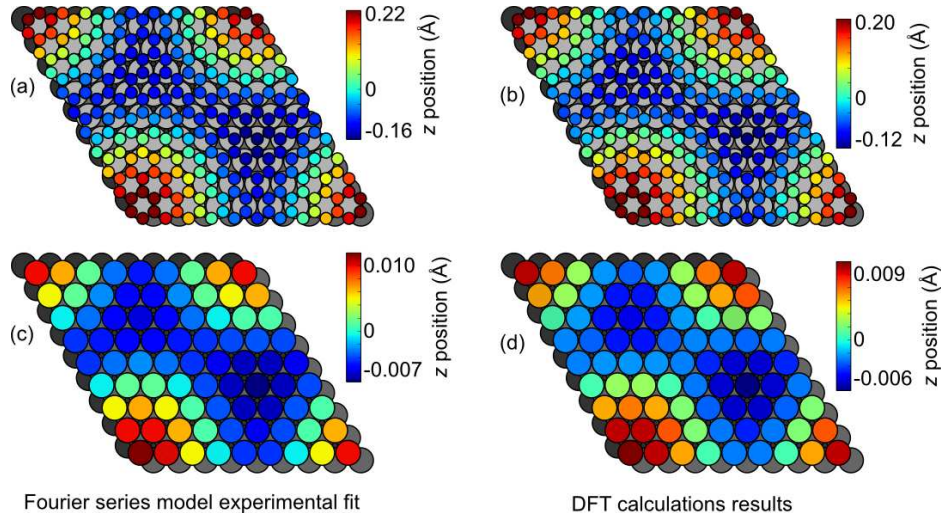 (a)
0.22
0
-0.16
z position (Å)
(b)
0.20
0
-0.12
z position (Å)
(c)
0.010
0
-0.007
z position (Å)
(d)
0.009
0
-0.006
z position (Å)
Fourier series model experimental fit
DFT calculations results